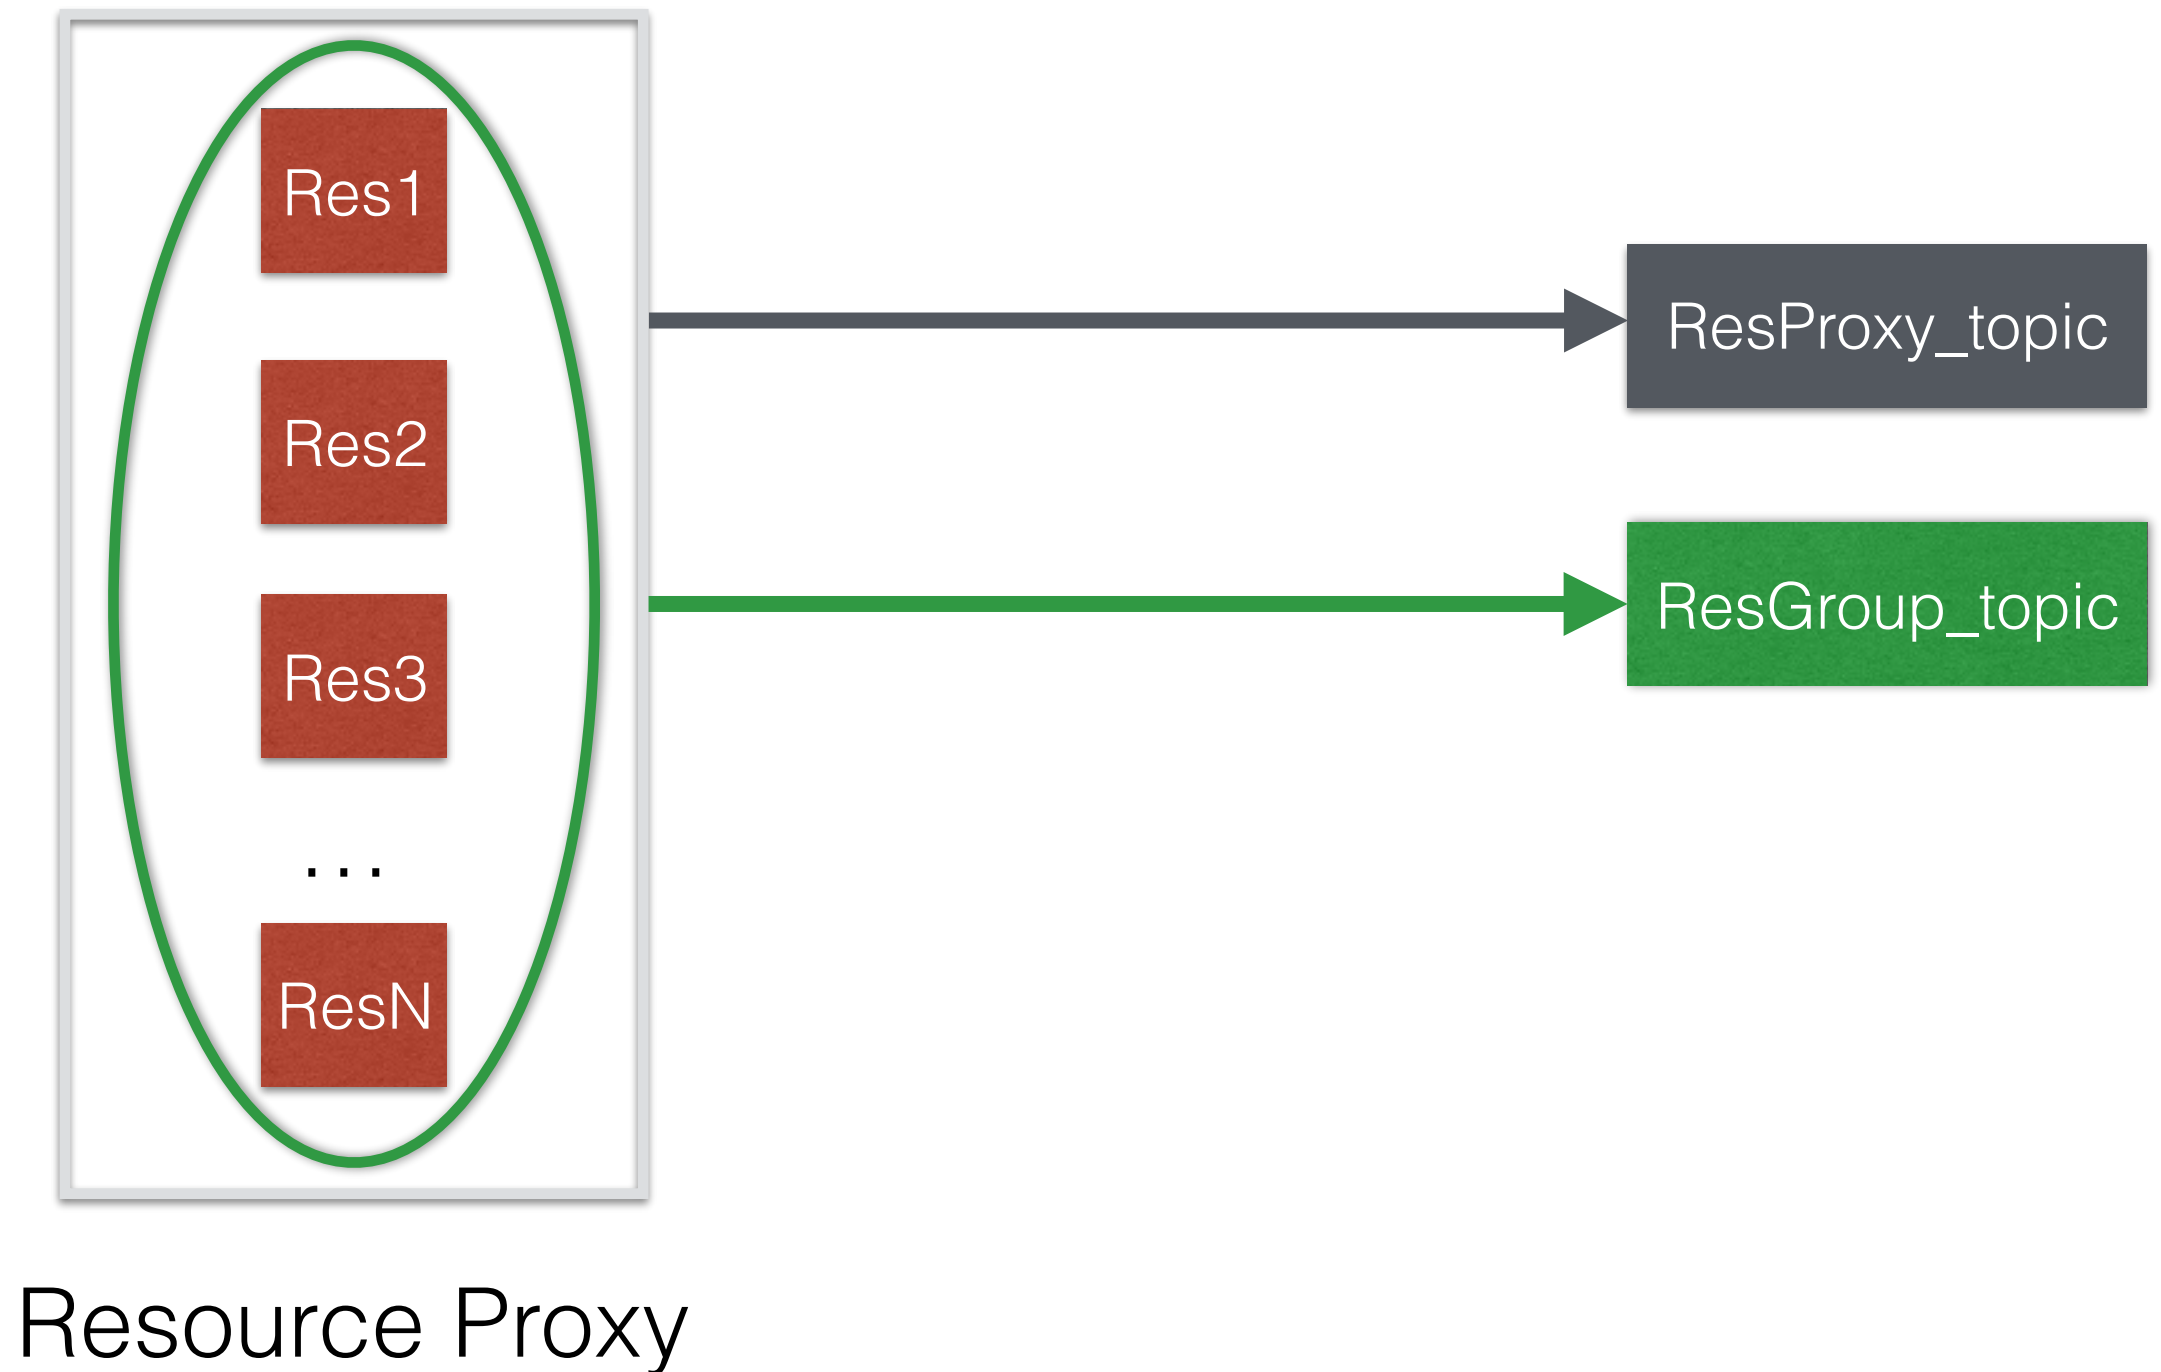 Res1
Res2
Res3
...
ResN
ResProxy_topic
ResGroup_topic
Resource Proxy